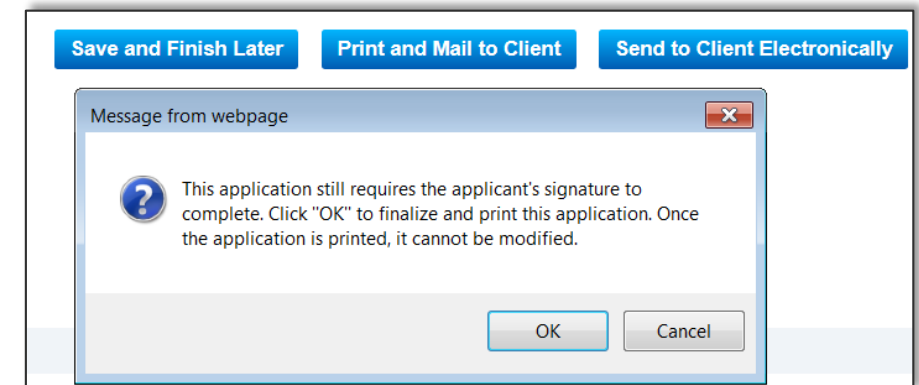 Save and Finish Later Print and Mail to Client Send to Client Electronically
Message from webpage
This application still requires the applicant's signature to
complete. Click "OK" to finalize and print this application. Once
the application is printed, it cannot be modified.
OK Cancel